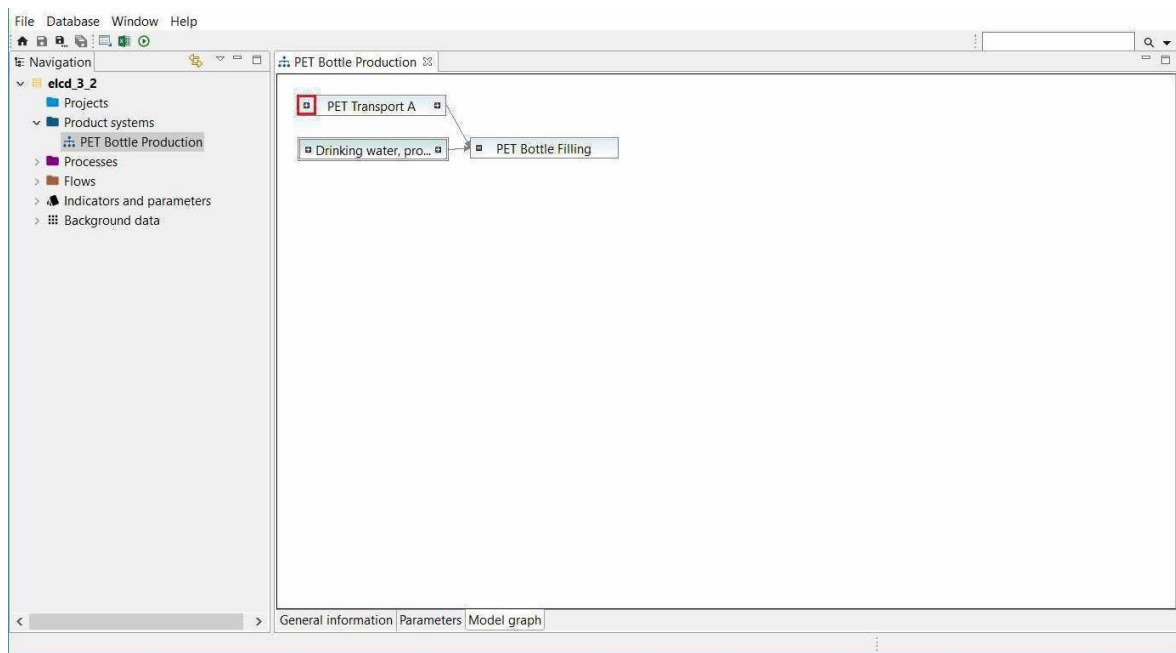 File Database Window Help
Navigation
PET Bottle Production
elcd_3_2
Projects
Product systems
PET Bottle Production
Processes
Flows
Indicators and parameters
Background data
PET Transport A
Drinking water, pro...
PET Bottle Filling
General information Parameters Model graph